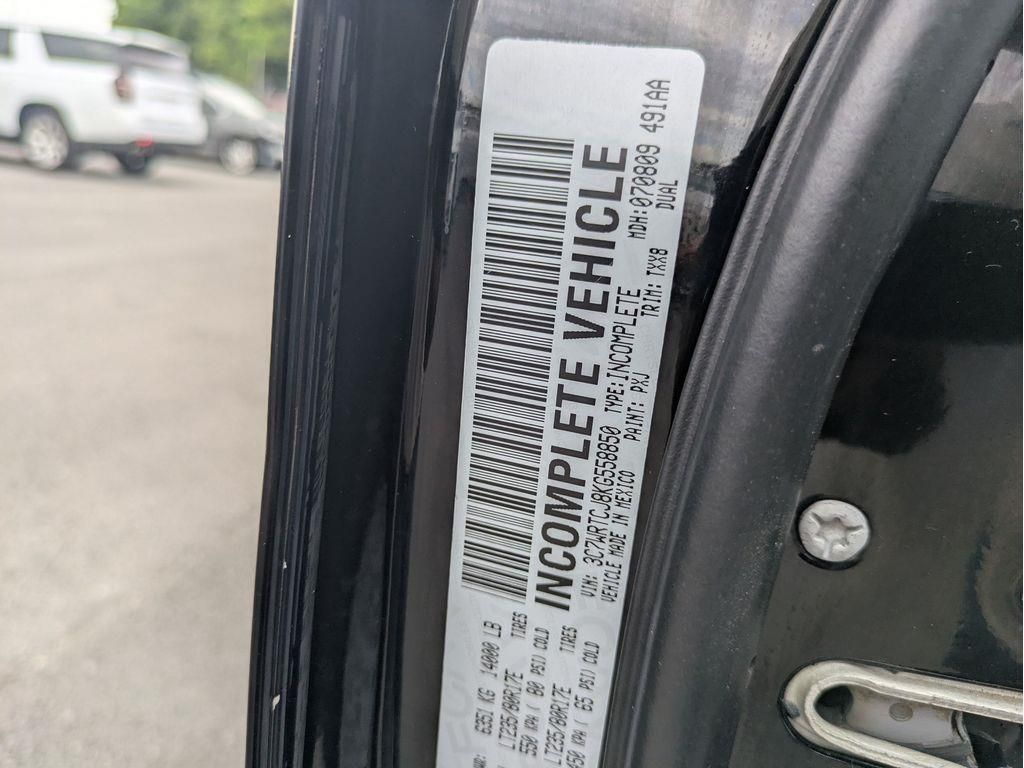 INCOMPLETE VEHICLE
VIN: 3C7WRTCJ8KG558850 TYPE: INCOMPLETE MDH: 070809 491AA
VEHICLE MADE IN MEXICO PAINT: PXJ TRIM: TXX8 DUAL
6351 KG 14000 LB
LT235/80R17E TIRES
550 KPA ( 80 PSI) COLD
LT235/80R17E TIRES
450 KPA ( 65 PSI) COLD